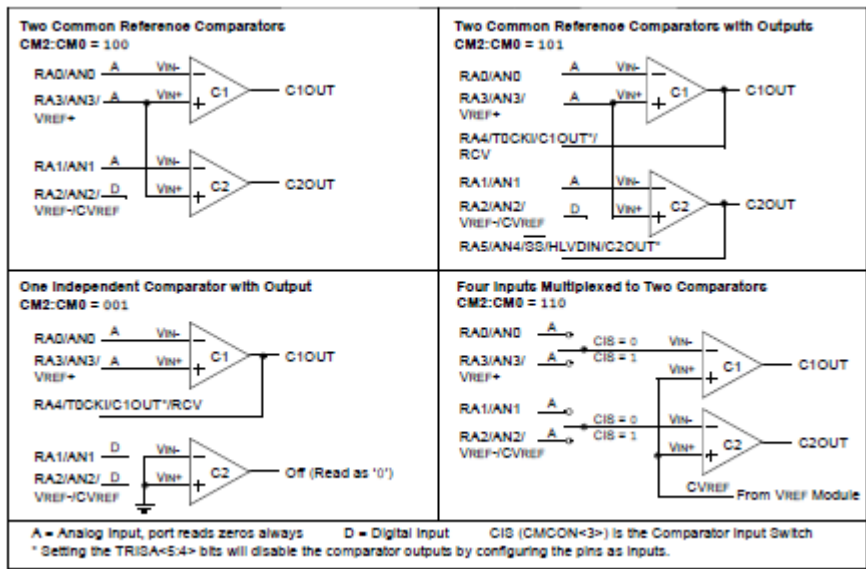 Two Common Reference Comparators
CM2:CM0 = 100
RA0/AN0 A VIN-
RA3/AN3/ A VIN+
VREF+
C1 C1OUT
RA1/AN1 A VIN-
RA2/AN2/ D VIN+
VREF-/CVREF
C2 C2OUT
Two Common Reference Comparators with Outputs
CM2:CM0 = 101
RA0/AN0 A VIN-
RA3/AN3/ A VIN+
VREF+
C1 C1OUT
RA4/T0CKI/C1OUT*/
RCV
RA1/AN1 A VIN-
RA2/AN2/ D VIN+
VREF-/CVREF
C2 C2OUT
RA5/AN4/SS/HLVDIN/C2OUT*
One Independent Comparator with Output
CM2:CM0 = 001
RA0/AN0 A VIN-
RA3/AN3/ A VIN+
VREF+
C1 C1OUT
RA4/T0CKI/C1OUT*/RCV
RA1/AN1 D VIN-
RA2/AN2/ D VIN+
VREF-/CVREF
C2 Off (Read as '0')
Four Inputs Multiplexed to Two Comparators
CM2:CM0 = 110
RA0/AN0 A CIS = 0 VIN-
RA3/AN3/ A CIS = 1 VIN+
VREF+
C1 C1OUT
RA1/AN1 A CIS = 0 VIN-
RA2/AN2/ A CIS = 1 VIN+
VREF-/CVREF
C2 C2OUT
CVREF From VREF Module
A = Analog Input, port reads zeros always D = Digital Input CIS (CMCON<3>) is the Comparator Input Switch
* Setting the TRISA<5:4> bits will disable the comparator outputs by configuring the pins as inputs.